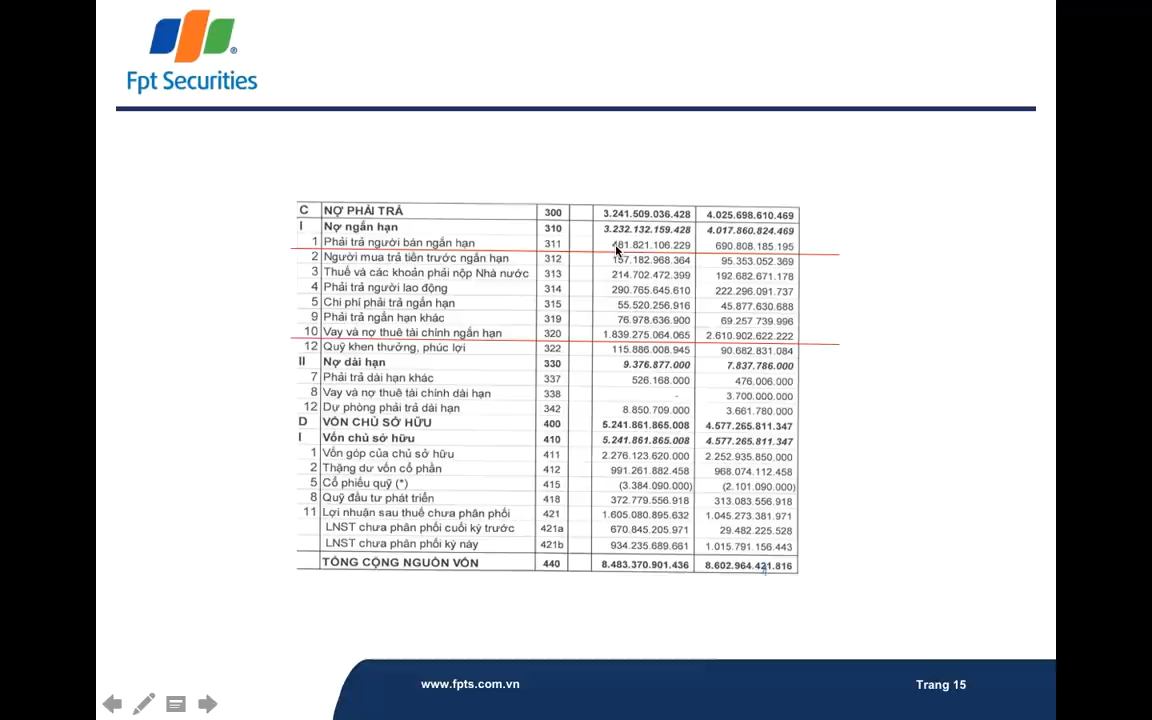 Fpt Securities
C NỢ PHẢI TRẢ 300 3.241.509.036.428 4.025.698.610.469
I Nợ ngắn hạn 310 3.232.132.159.428 4.017.860.824.469
1 Phải trả người bán ngắn hạn 311 481.821.106.229 690.808.185.195
2 Người mua trả tiền trước ngắn hạn 312 157.182.968.364 95.353.052.369
3 Thuế và các khoản phải nộp Nhà nước 313 214.702.472.399 192.682.671.178
4 Phải trả người lao động 314 290.765.645.610 222.296.091.737
5 Chi phí phải trả ngắn hạn 315 55.520.256.916 45.877.630.688
9 Phải trả ngắn hạn khác 319 76.978.636.900 69.257.739.996
10 Vay và nợ thuê tài chính ngắn hạn 320 1.839.275.064.065 2.610.902.622.222
12 Quỹ khen thưởng, phúc lợi 322 115.886.008.945 90.682.831.084
II Nợ dài hạn 330 9.376.877.000 7.837.786.000
7 Phải trả dài hạn khác 337 526.168.000 476.006.000
8 Vay và nợ thuê tài chính dài hạn 338 - 3.700.000.000
12 Dự phòng phải trả dài hạn 342 8.850.709.000 3.661.780.000
D VỐN CHỦ SỞ HỮU 400 5.241.861.865.008 4.577.265.811.347
I Vốn chủ sở hữu 410 5.241.861.865.008 4.577.265.811.347
1 Vốn góp của chủ sở hữu 411 2.276.123.620.000 2.252.935.850.000
2 Thặng dư vốn cổ phần 412 991.261.882.458 968.074.112.458
5 Cổ phiếu quỹ (*) 415 (3.384.090.000) (2.101.090.000)
8 Quỹ đầu tư phát triển 418 372.779.556.918 313.083.556.918
11 Lợi nhuận sau thuế chưa phân phối 421 1.605.080.895.632 1.045.273.381.971
LNST chưa phân phối cuối kỳ trước 421a 670.845.205.971 29.482.225.528
LNST chưa phân phối kỳ này 421b 934.235.689.661 1.015.791.156.443
TỔNG CỘNG NGUỒN VỐN 440 8.483.370.901.436 8.602.964.421.816
www.fpts.com.vn
Trang 15